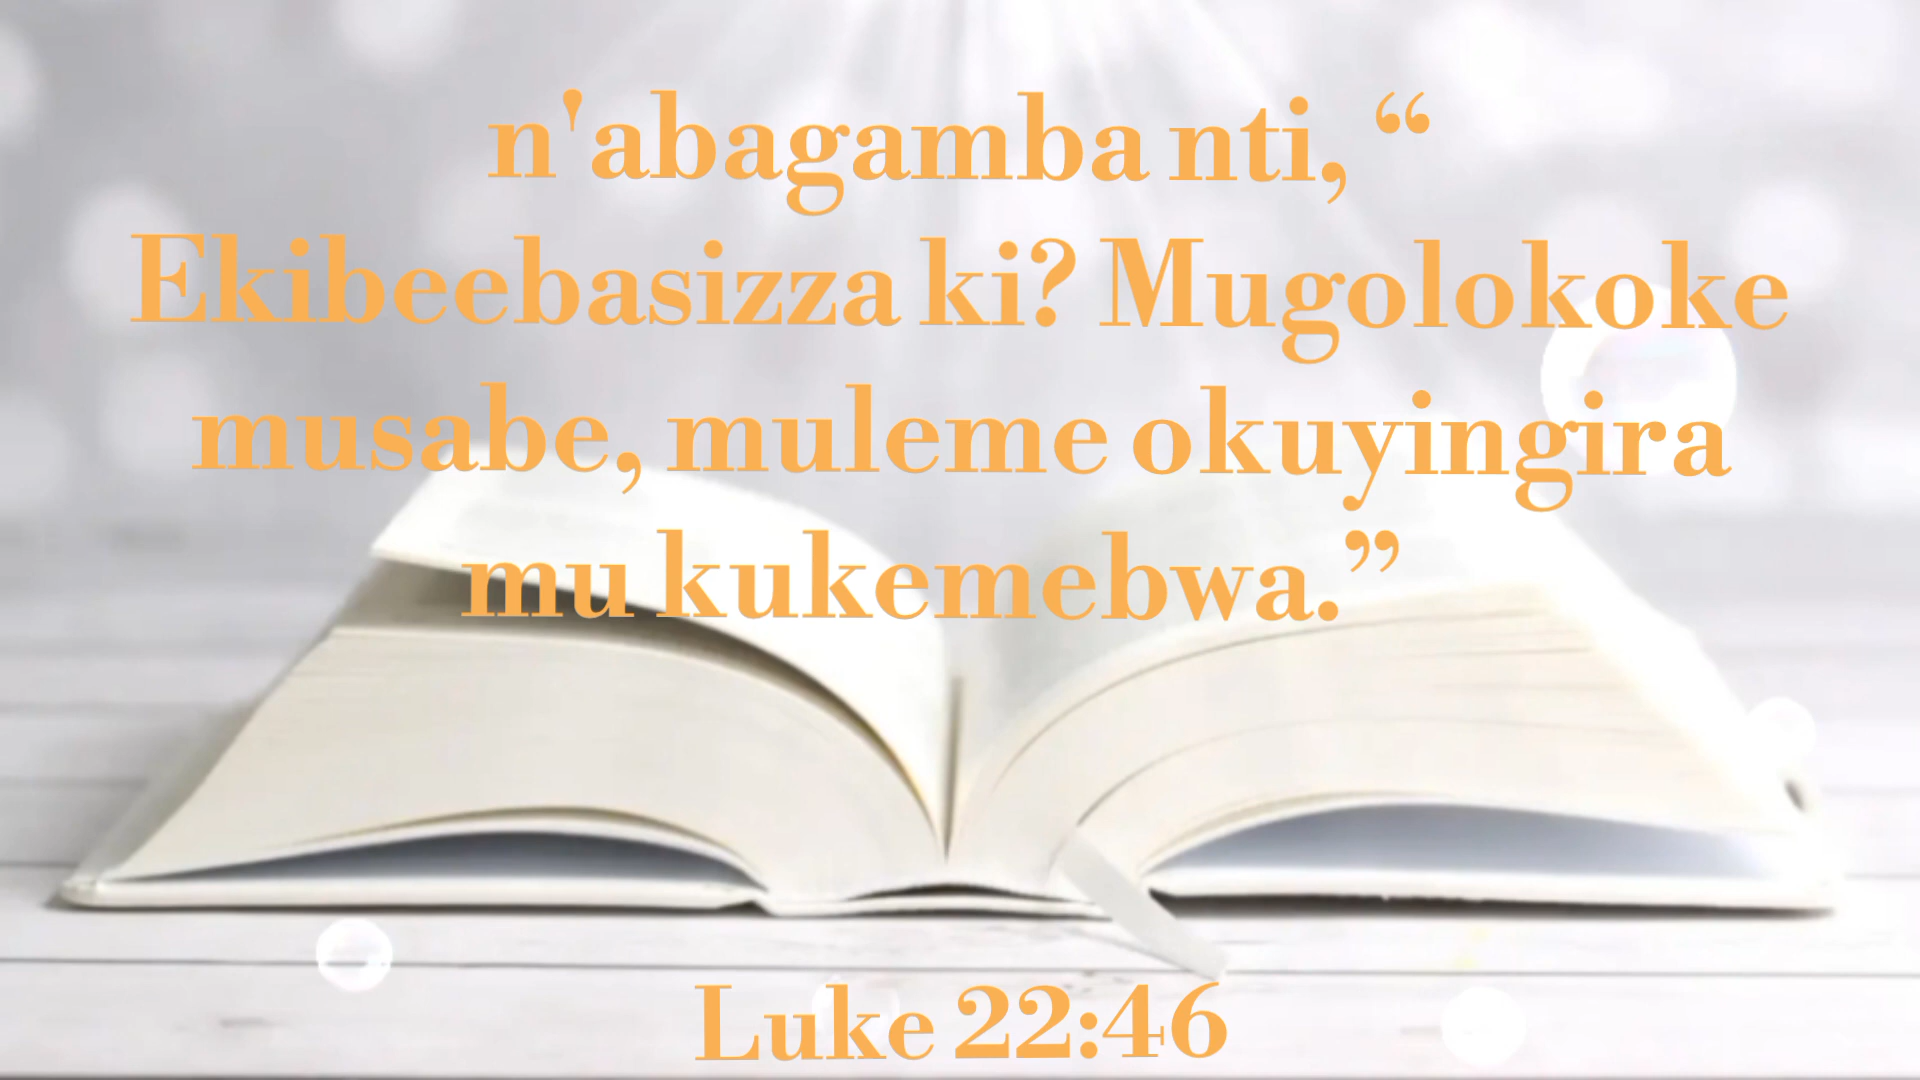 n'abagamba nti, “
Ekibeebasizza ki? Mugolokoke
musabe, muleme okuyingira
mu kukemebwa.”
Luke 22:46